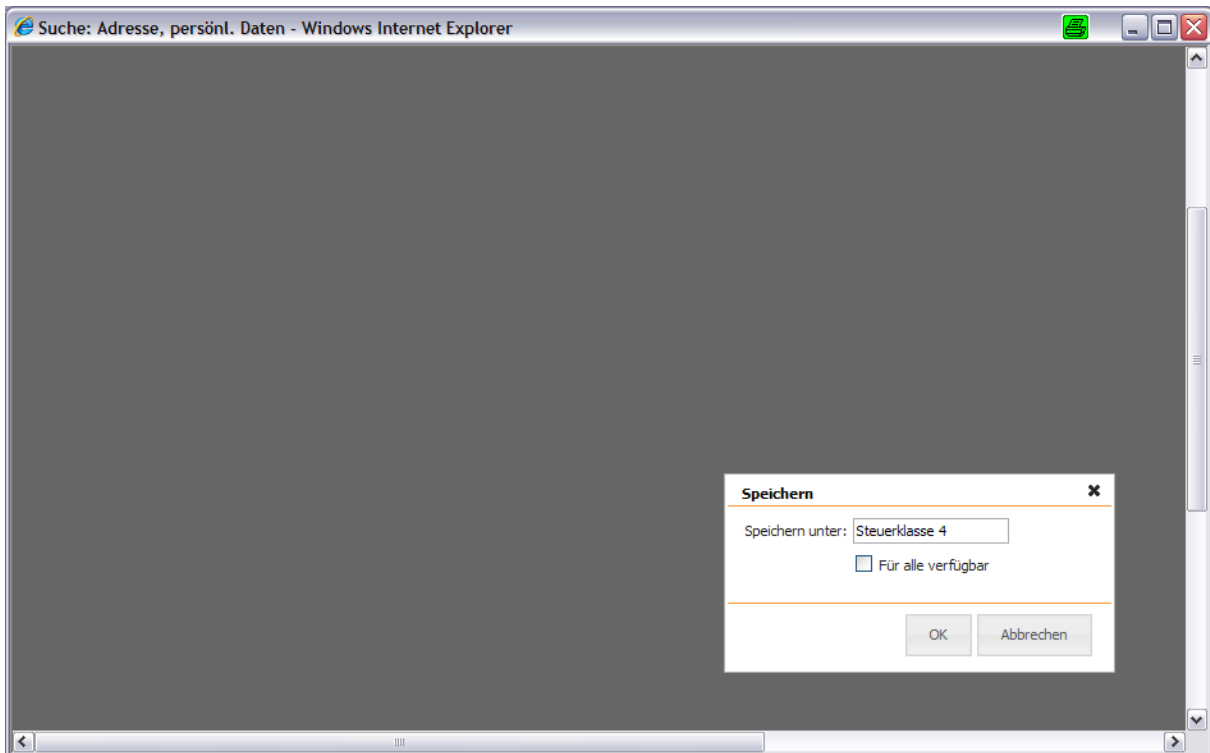 Suche: Adresse, persönl. Daten - Windows Internet Explorer
Speichern
Speichern unter: Steuerklasse 4
Für alle verfügbar
OK Abbrechen